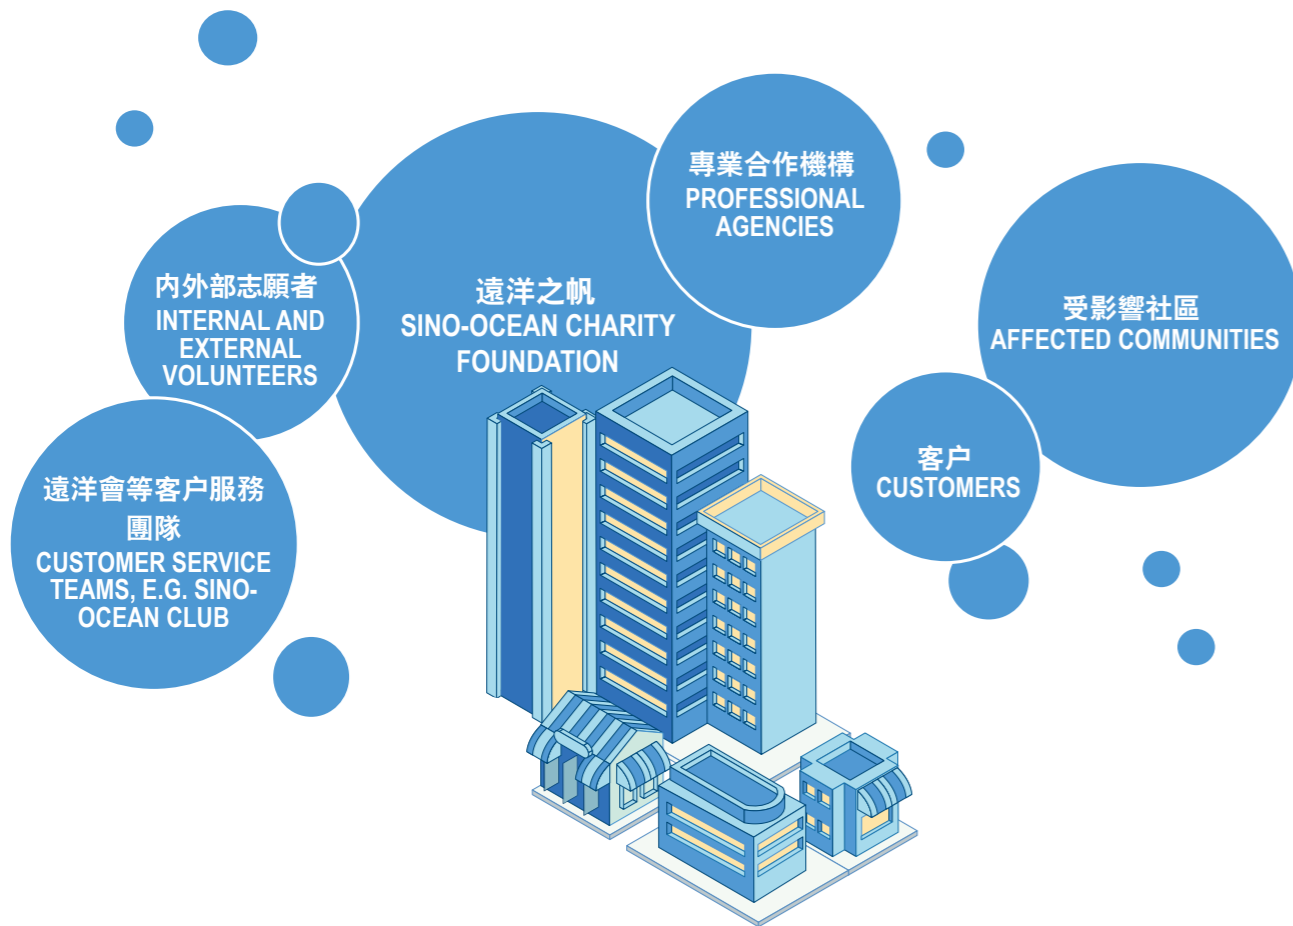 專業合作機構
PROFESSIONAL
AGENCIES
内外部志願者
INTERNAL AND
EXTERNAL
VOLUNTEERS
遠洋之帆
SINO-OCEAN CHARITY
FOUNDATION
受影響社區
AFFECTED COMMUNITIES
客户
CUSTOMERS
遠洋會等客户服務
團隊
CUSTOMER SERVICE
TEAMS, E.G. SINO-
OCEAN CLUB